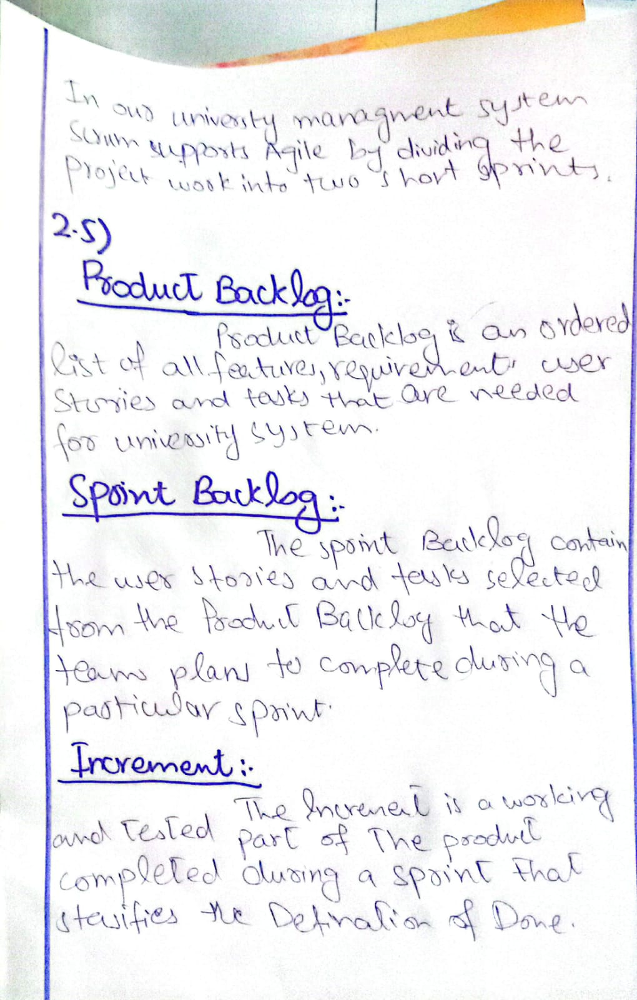 In our univeristy managment system
Scrum supports Agile by dividing the
project work into two short sprints.
2.5)
Product Backlog:-
Product Backlog is an ordered
list of all features, requirements user
Stories and tasks that are needed
for university system.
Sprint Backlog:-
The sprint Backlog contain
the user stories and tasks selected
from the Product Backlog that the
team plans to complete during a
particular sprint.
Increment:-
The Increment is a working
and tested part of The product
completed during a sprint that
the Defination of Done.